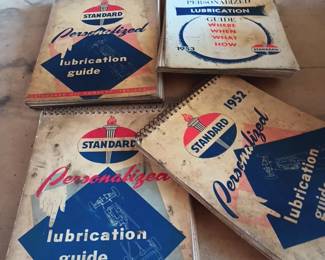 STANDARD
Personalized
lubrication
guide
PERSONALIZED
LUBRICATION
GUIDE
WHERE
WHEN
WHAT
HOW
1953
STANDARD
STANDARD
Personalized
lubrication
guide
1952
STANDARD
Personalized
lubrication
guide